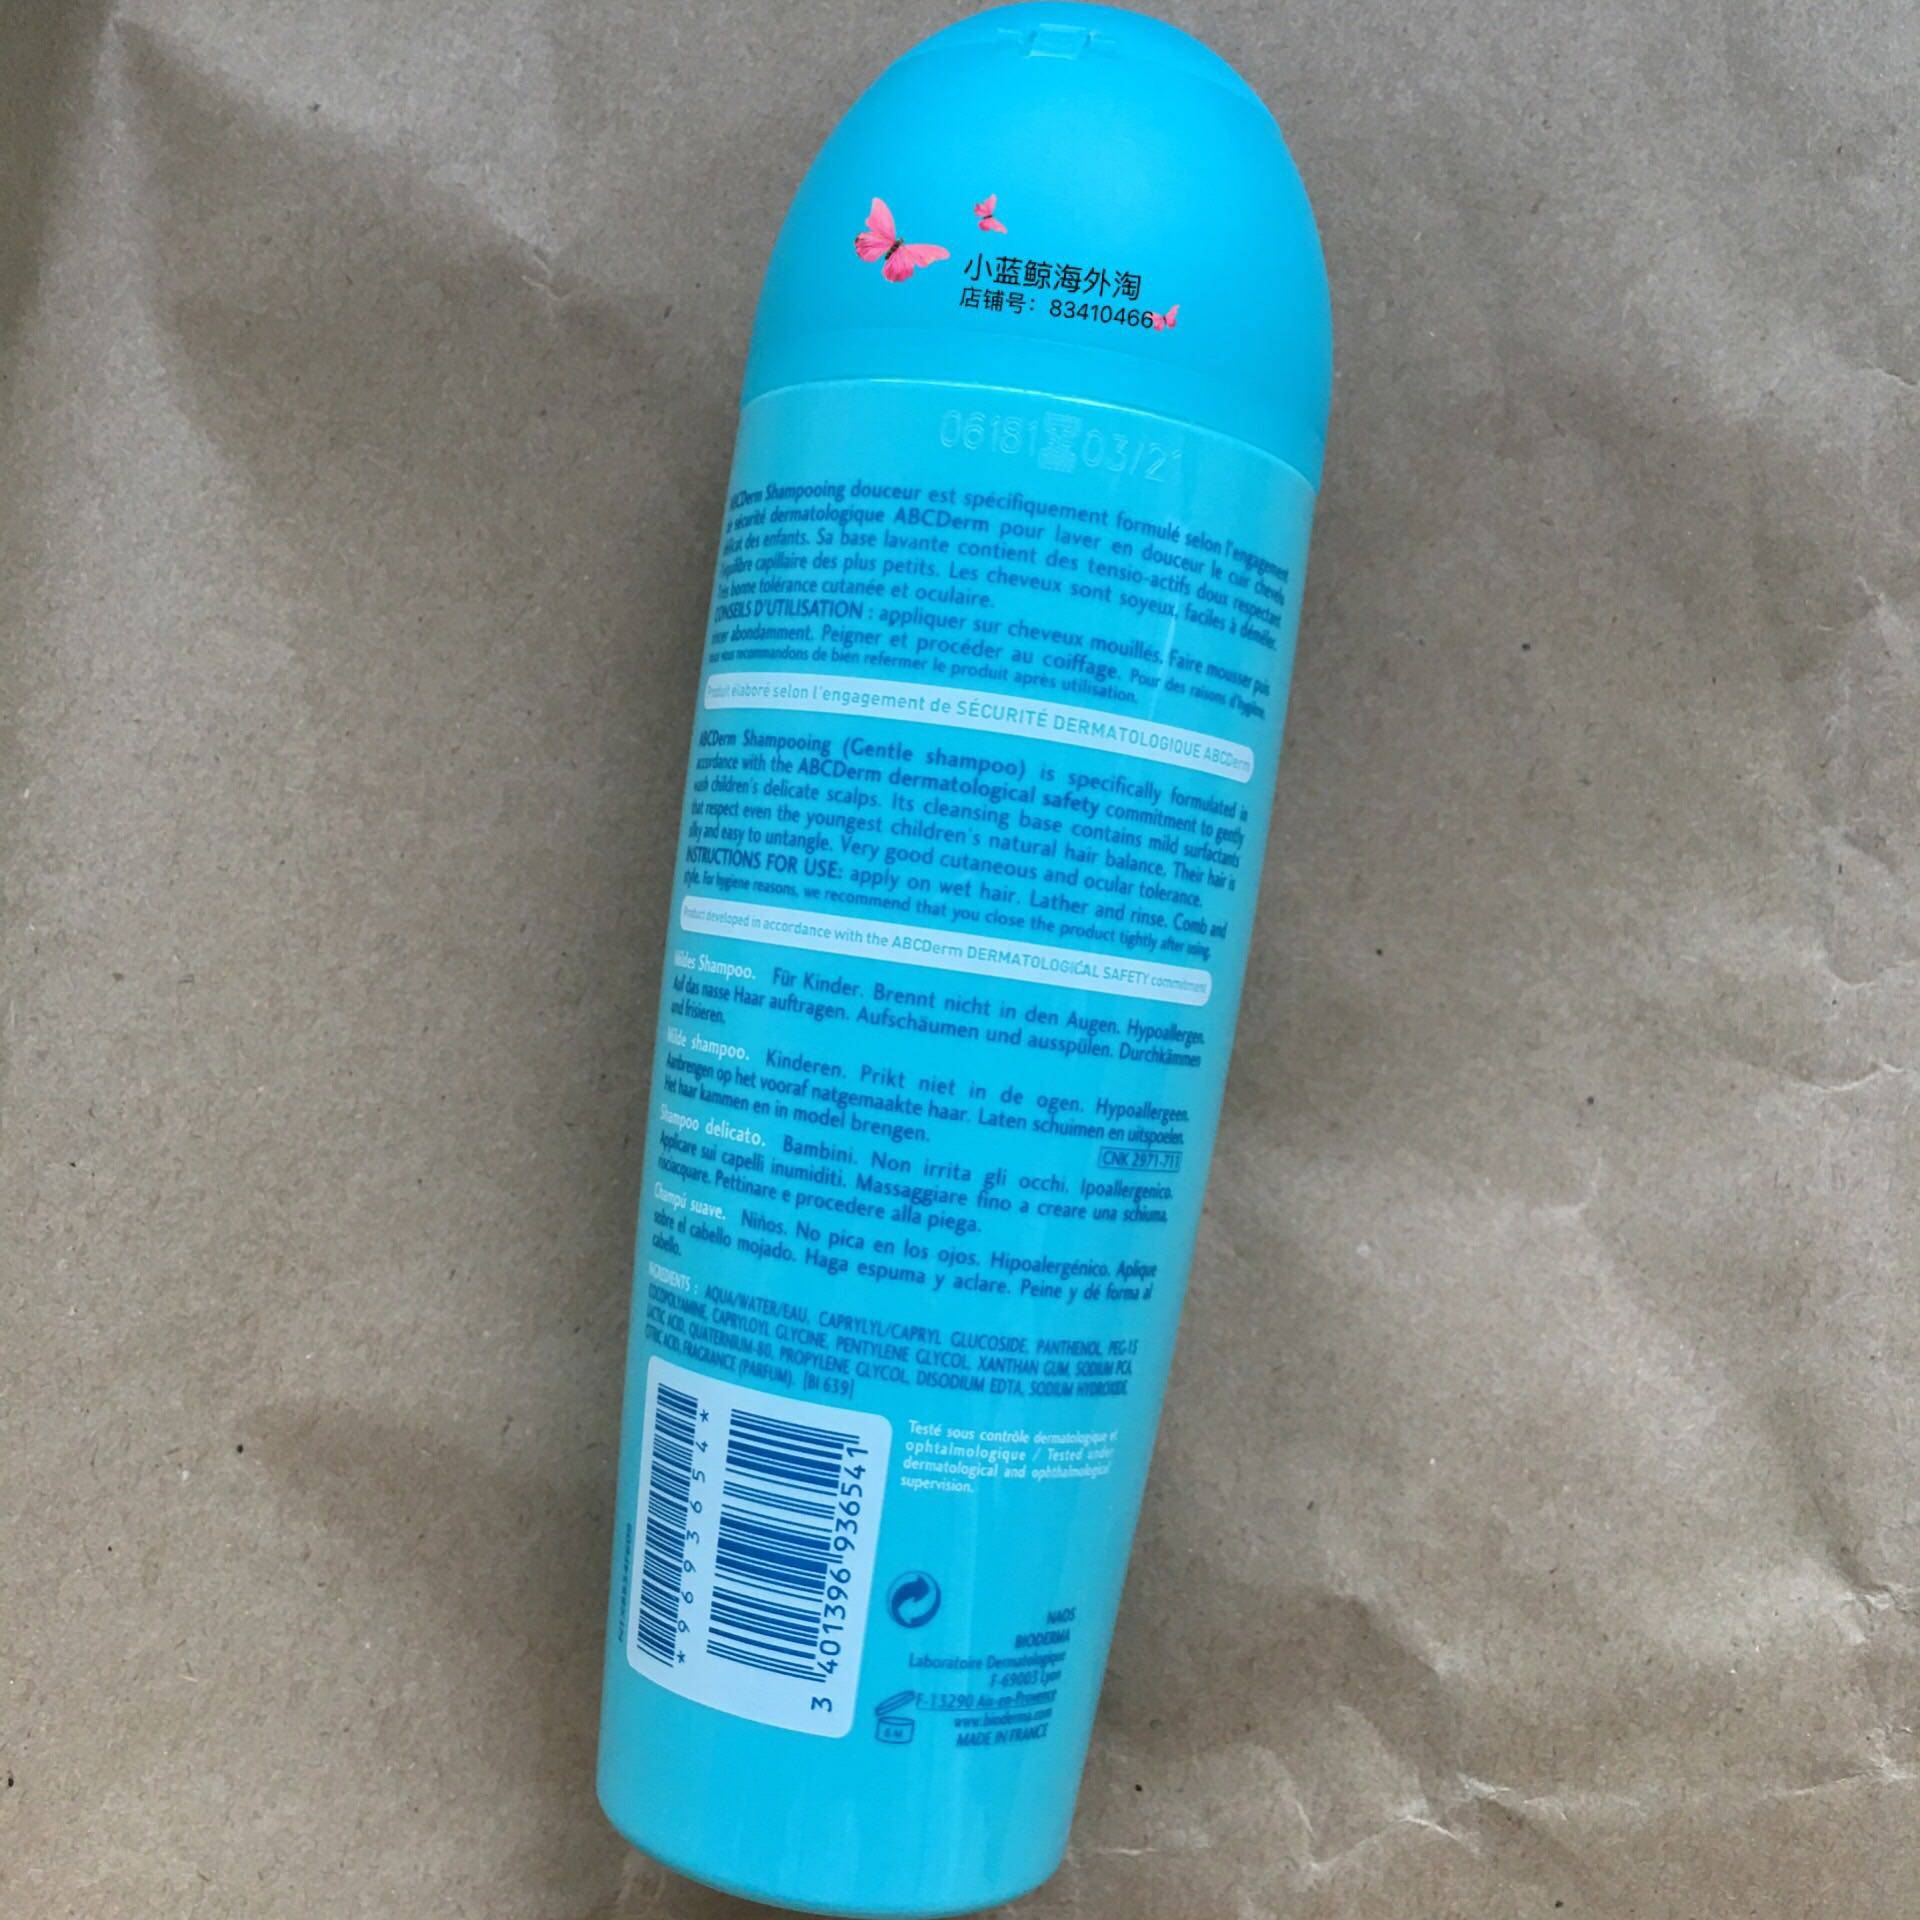 小蓝鲸海外淘
店铺号：83410466
06181 03/2
ABCDerm Shampooing douceur est spécifiquement formulé selon l'engagement
de sécurité dermatologique ABCDerm pour laver en douceur le cuir chevelu
délicat des enfants. Sa base lavante contient des tensio-actifs doux respectant
l'équilibre capillaire des plus petits. Les cheveux sont soyeux, faciles à démêler.
Très bonne tolérance cutanée et oculaire.
CONSEILS D'UTILISATION : appliquer sur cheveux mouillés. Faire mousser puis
rincer abondamment. Peigner et procéder au coiffage. Pour des raisons d'hygiène,
nous vous recommandons de bien refermer le produit après utilisation.
Produit élaboré selon l'engagement de SÉCURITÉ DERMATOLOGIQUE ABCDerm
ABCDerm Shampooing (Gentle shampoo) is specifically formulated in
accordance with the ABCDerm dermatological safety commitment to gently
wash children's delicate scalps. Its cleansing base contains mild surfactants
that respect even the youngest children's natural hair balance. Their hair is
silky and easy to untangle. Very good cutaneous and ocular tolerance.
INSTRUCTIONS FOR USE: apply on wet hair. Lather and rinse. Comb and
style. For hygiene reasons, we recommend that you close the product tightly after using.
Product developed in accordance with the ABCDerm DERMATOLOGICAL SAFETY commitment
Mildes Shampoo. Für Kinder. Brennt nicht in den Augen. Hypoallergen.
Auf das nasse Haar auftragen. Aufschäumen und ausspülen. Durchkämmen
und frisieren.
Milde shampoo. Kinderen. Prikt niet in de ogen. Hypoallergeen.
Aanbrengen op het vooraf natgemaakte haar. Laten schuimen en uitspoelen.
Het haar kammen en in model brengen.
CNK 2971-711
Shampoo delicato. Bambini. Non irrita gli occhi. Ipoallergenico.
Applicare sui capelli inumiditi. Massaggiare fino a creare una schiuma,
risciacquare. Pettinare e procedere alla piega.
Champú suave. Niños. No pica en los ojos. Hipoalergénico. Aplique
sobre el cabello mojado. Haga espuma y aclare. Peine y dé forma al
cabello.
INGREDIENTS : AQUA/WATER/EAU, CAPRYLYL/CAPRYL GLUCOSIDE, PANTHENOL, PEG-15
COCOPOLYAMINE, CAPRYLOYL GLYCINE, PENTYLENE GLYCOL, XANTHAN GUM, SODIUM PCA,
LACTIC ACID, QUATERNIUM-80, PROPYLENE GLYCOL, DISODIUM EDTA, SODIUM HYDROXIDE,
CITRIC ACID, FRAGRANCE (PARFUM). [BI 639]
*9693654*
3 401396 936541
Testé sous contrôle dermatologique et
ophtalmologique / Tested under
dermatological and ophthalmological
supervision.
NAOS
BIODERMA
Laboratoire Dermatologique
F-69003 Lyon
F-13290 Aix-en-Provence
www.bioderma.com
MADE IN FRANCE
6 M